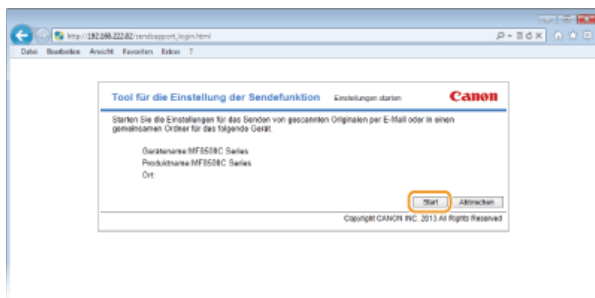 http://192.168.222.82/sendsupport_login.html
Datei Bearbeiten Ansicht Favoriten Extras ?
Tool für die Einstellung der Sendefunktion Einstellungen starten Canon
Starten Sie die Einstellungen für das Senden von gescannten Originalen per E-Mail oder in einen
gemeinsamen Ordner für das folgende Gerät.
Gerätename:MF8500C Series
Produktname:MF8500C Series
Ort:
Start Abbrechen
Copyright CANON INC. 2013 All Rights Reserved